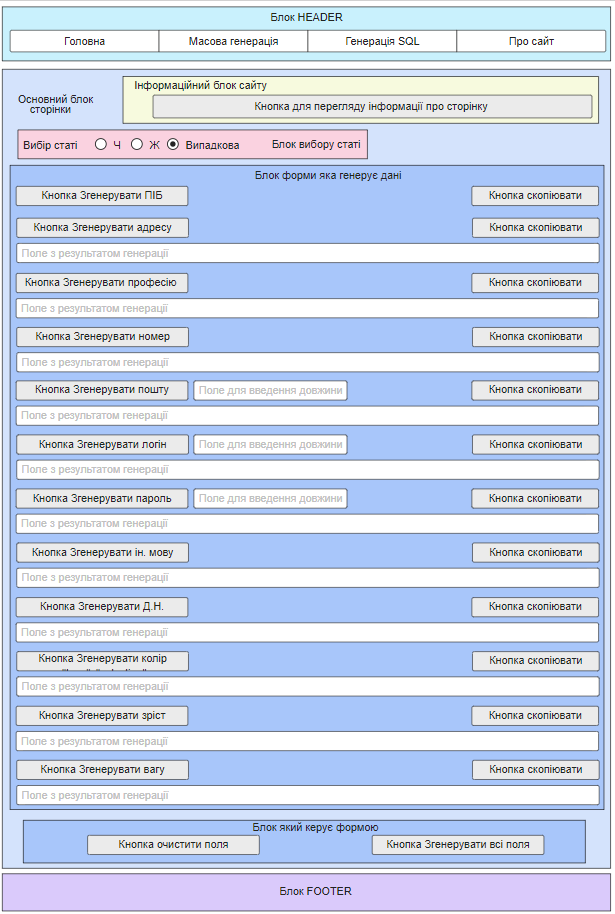 Блок HEADER
Головна Масова генерація Генерація SQL Про сайт
Основний блок сторінки
Інформаційний блок сайту
Кнопка для перегляду інформації про сторінку
Вибір статі Ч Ж Випадкова Блок вибору статі
Блок форми яка генерує дані
Кнопка Згенерувати ПІБ Кнопка скопіювати
Кнопка Згенерувати адресу Кнопка скопіювати
Поле з результатом генерації
Кнопка Згенерувати професію Кнопка скопіювати
Поле з результатом генерації
Кнопка Згенерувати номер Кнопка скопіювати
Поле з результатом генерації
Кнопка Згенерувати пошту Поле для введення довжини Кнопка скопіювати
Поле з результатом генерації
Кнопка Згенерувати логін Поле для введення довжини Кнопка скопіювати
Поле з результатом генерації
Кнопка Згенерувати пароль Поле для введення довжини Кнопка скопіювати
Поле з результатом генерації
Кнопка Згенерувати ін. мову Кнопка скопіювати
Поле з результатом генерації
Кнопка Згенерувати Д.Н. Кнопка скопіювати
Поле з результатом генерації
Кнопка Згенерувати колір Кнопка скопіювати
Поле з результатом генерації
Кнопка Згенерувати зріст Кнопка скопіювати
Поле з результатом генерації
Кнопка Згенерувати вагу Кнопка скопіювати
Поле з результатом генерації
Блок який керує формою
Кнопка очистити поля Кнопка Згенерувати всі поля
Блок FOOTER